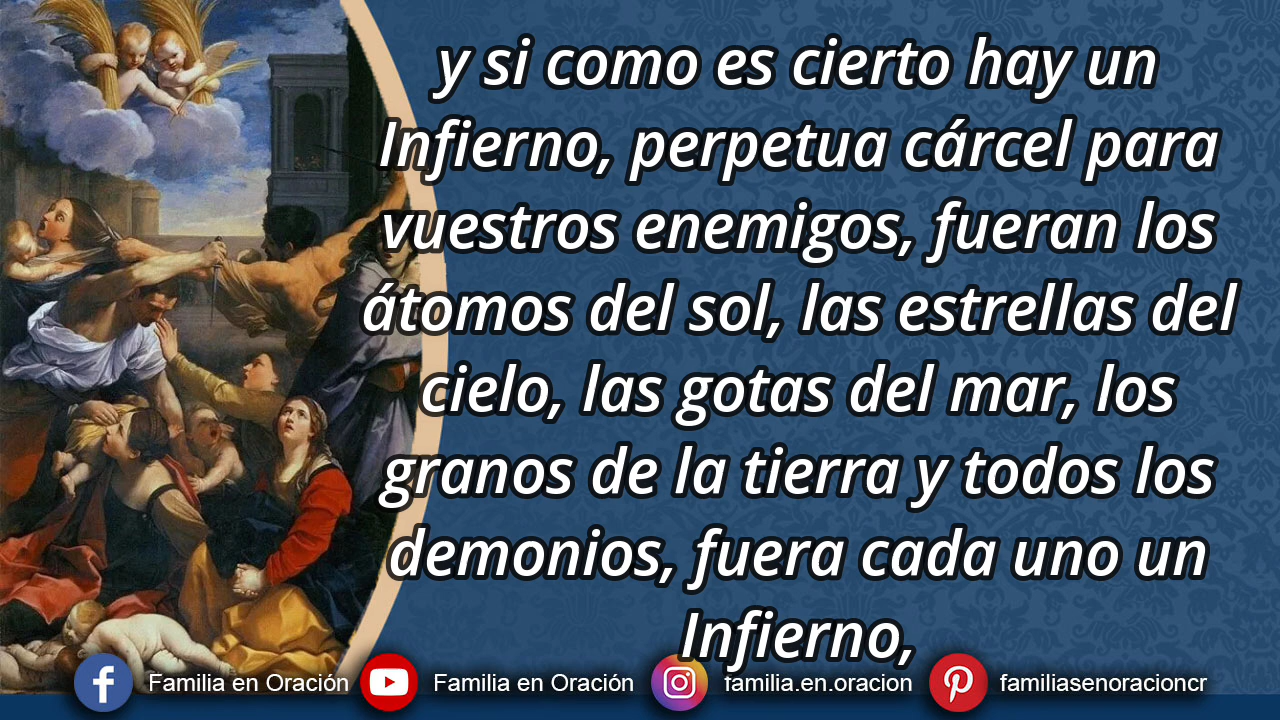 y si como es cierto hay un
Infierno, perpetua cárcel para
vuestros enemigos, fueran los
átomos del sol, las estrellas del
cielo, las gotas del mar, los
granos de la tierra y todos los
demonios, fuera cada uno un
Infierno,
Familia en Oración
Familia en Oración
familia.en.oracion
familiasenoracioncr